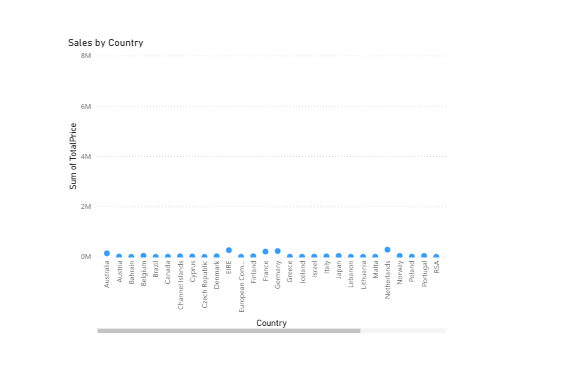 Sales by Country
8M
6M
4M
2M
0M
Sum of TotalPrice
Australia
Austria
Bahrain
Belgium
Brazil
Canada
Channel Islands
Cyprus
Czech Republic
Denmark
EIRE
European Com...
Finland
France
Germany
Greece
Iceland
Israel
Italy
Japan
Lebanon
Lithuania
Malta
Netherlands
Norway
Poland
Portugal
RSA
Country